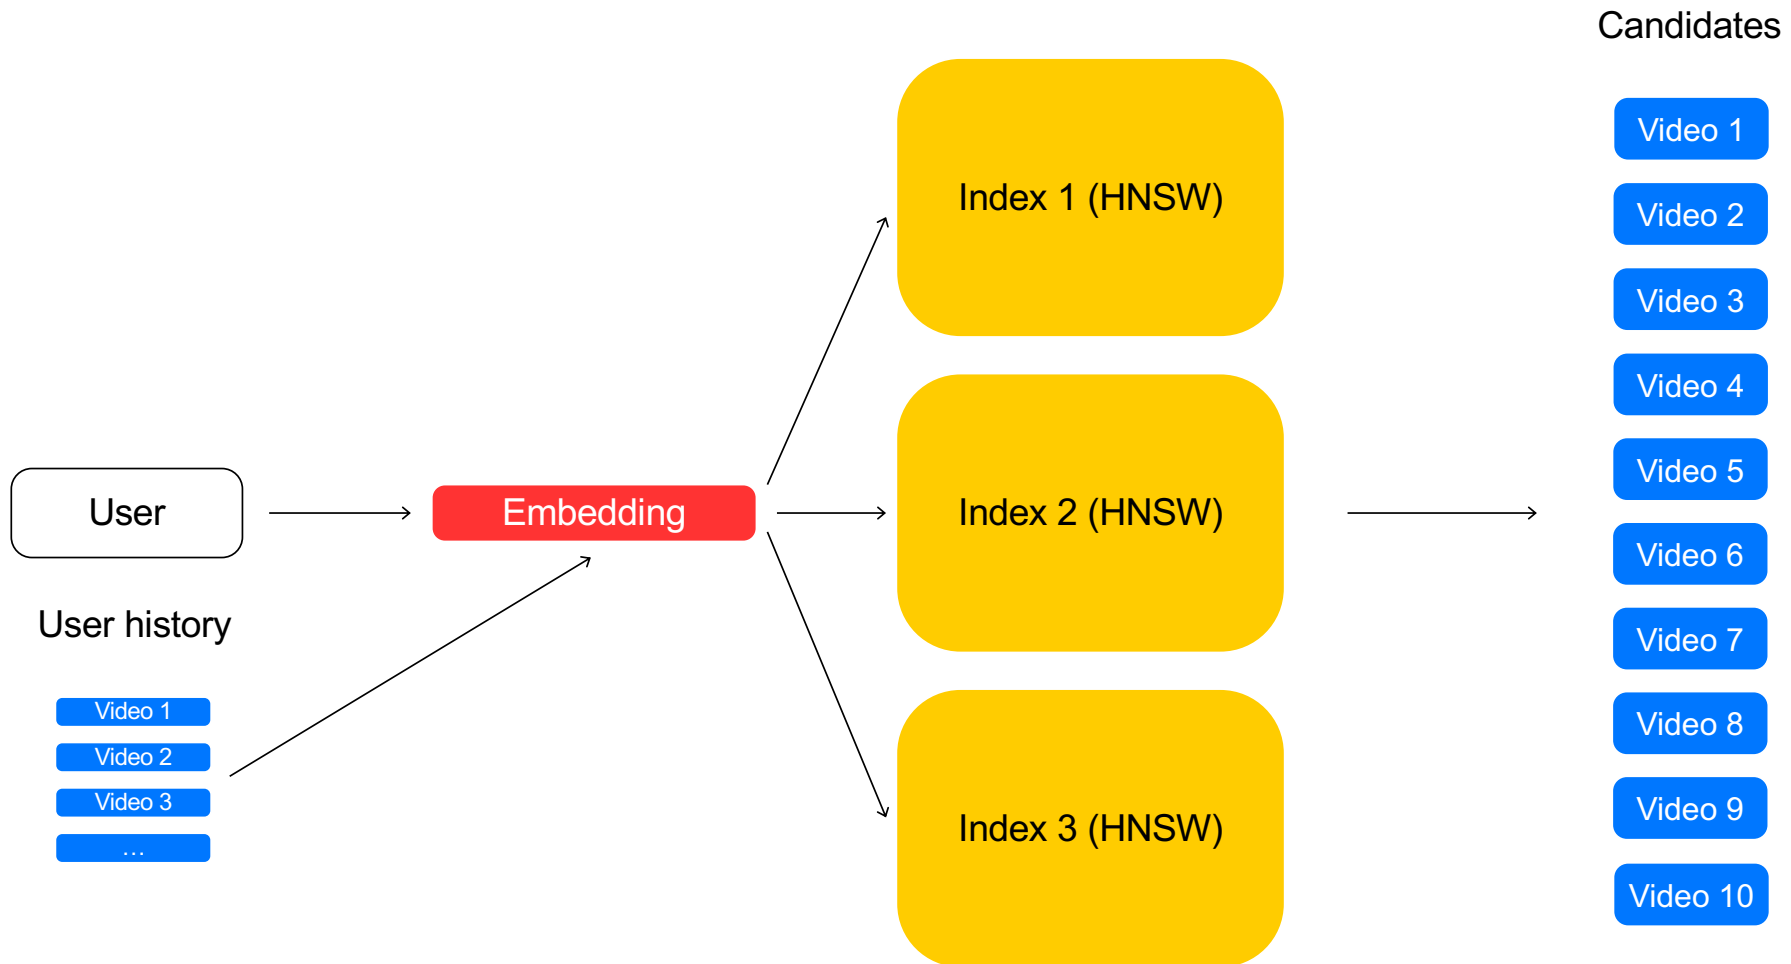 User
User history
Video 1
Video 2
Video 3
...
Embedding
Index 1 (HNSW)
Index 2 (HNSW)
Index 3 (HNSW)
Candidates
Video 1
Video 2
Video 3
Video 4
Video 5
Video 6
Video 7
Video 8
Video 9
Video 10